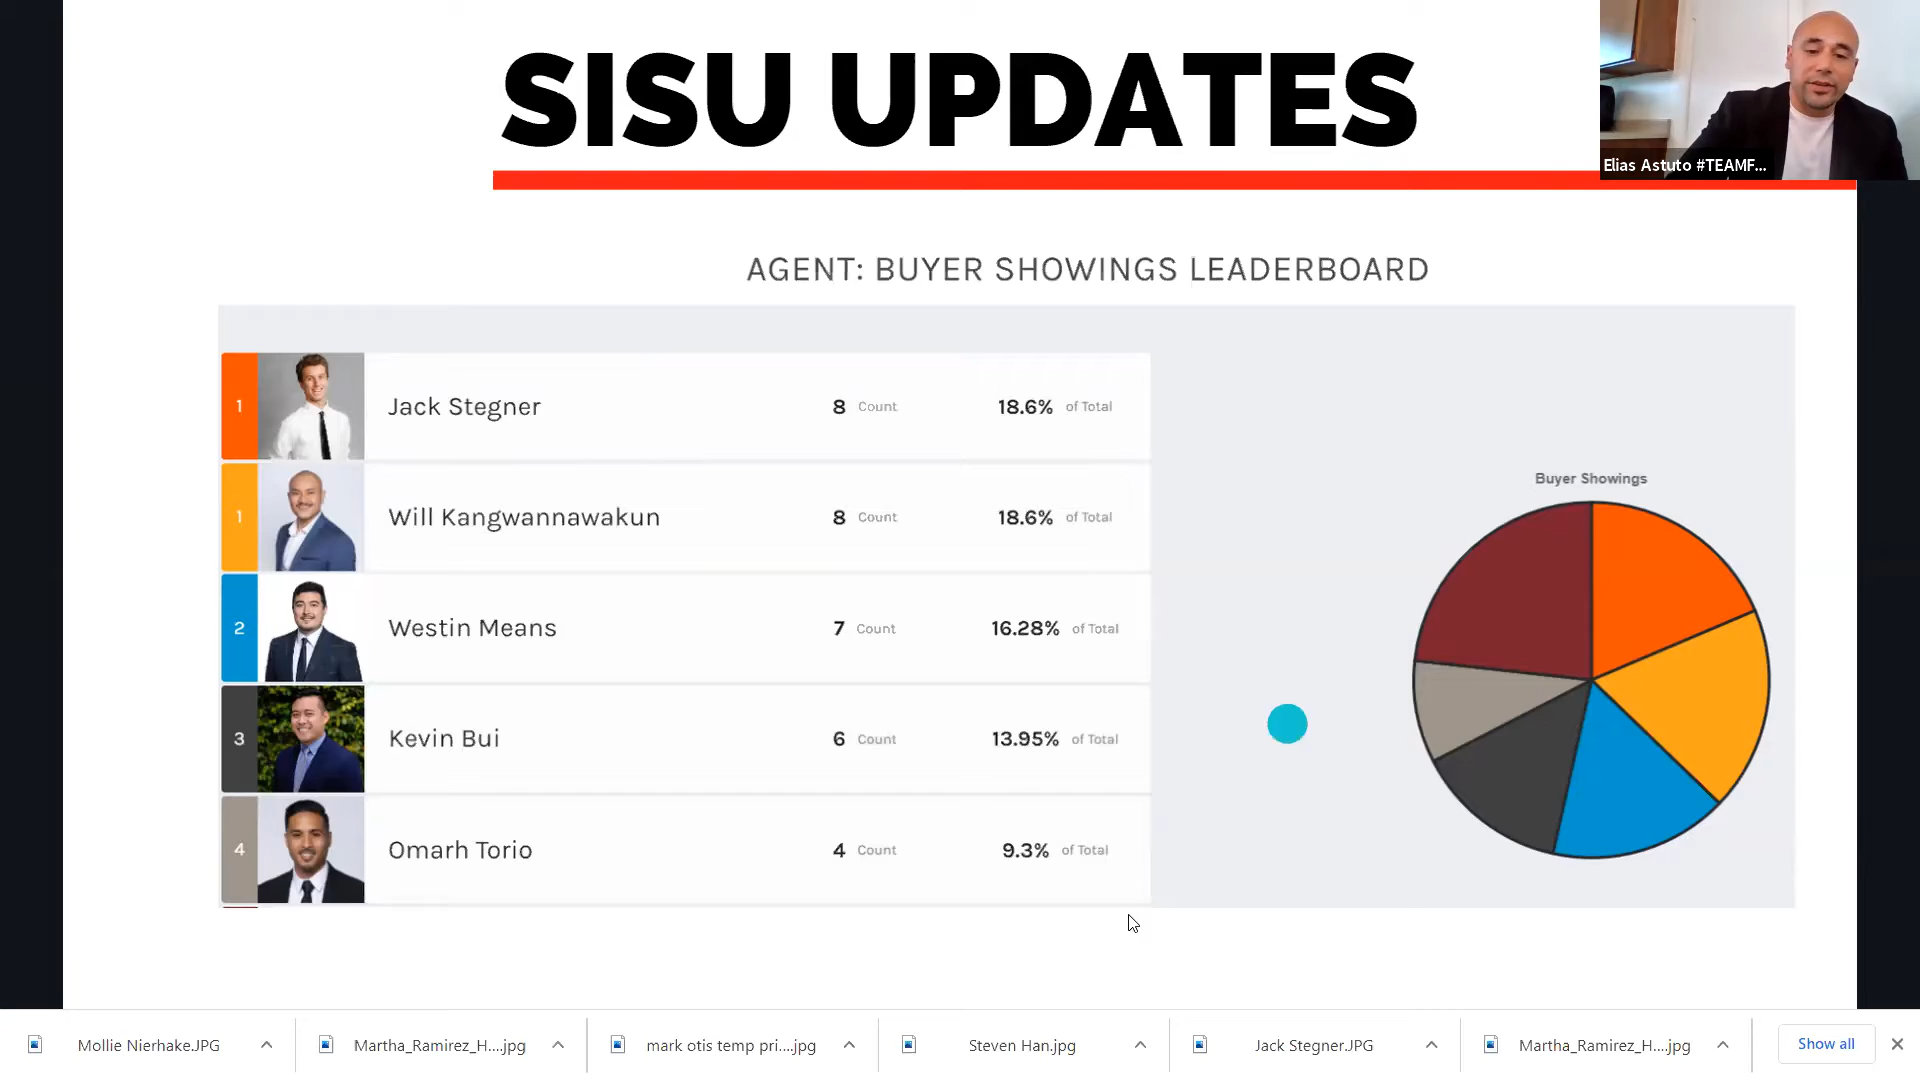 SISU UPDATES
Elias Astuto #TEAMF...
AGENT: BUYER SHOWINGS LEADERBOARD
1 Jack Stegner 8 Count 18.6% of Total
1 Will Kangwannawakun 8 Count 18.6% of Total
2 Westin Means 7 Count 16.28% of Total
3 Kevin Bui 6 Count 13.95% of Total
4 Omarh Torio 4 Count 9.3% of Total
Buyer Showings
Mollie Nierhake.JPG Martha_Ramirez_H....jpg mark otis temp pri....jpg Steven Han.jpg Jack Stegner.JPG Martha_Ramirez_H....jpg Show all